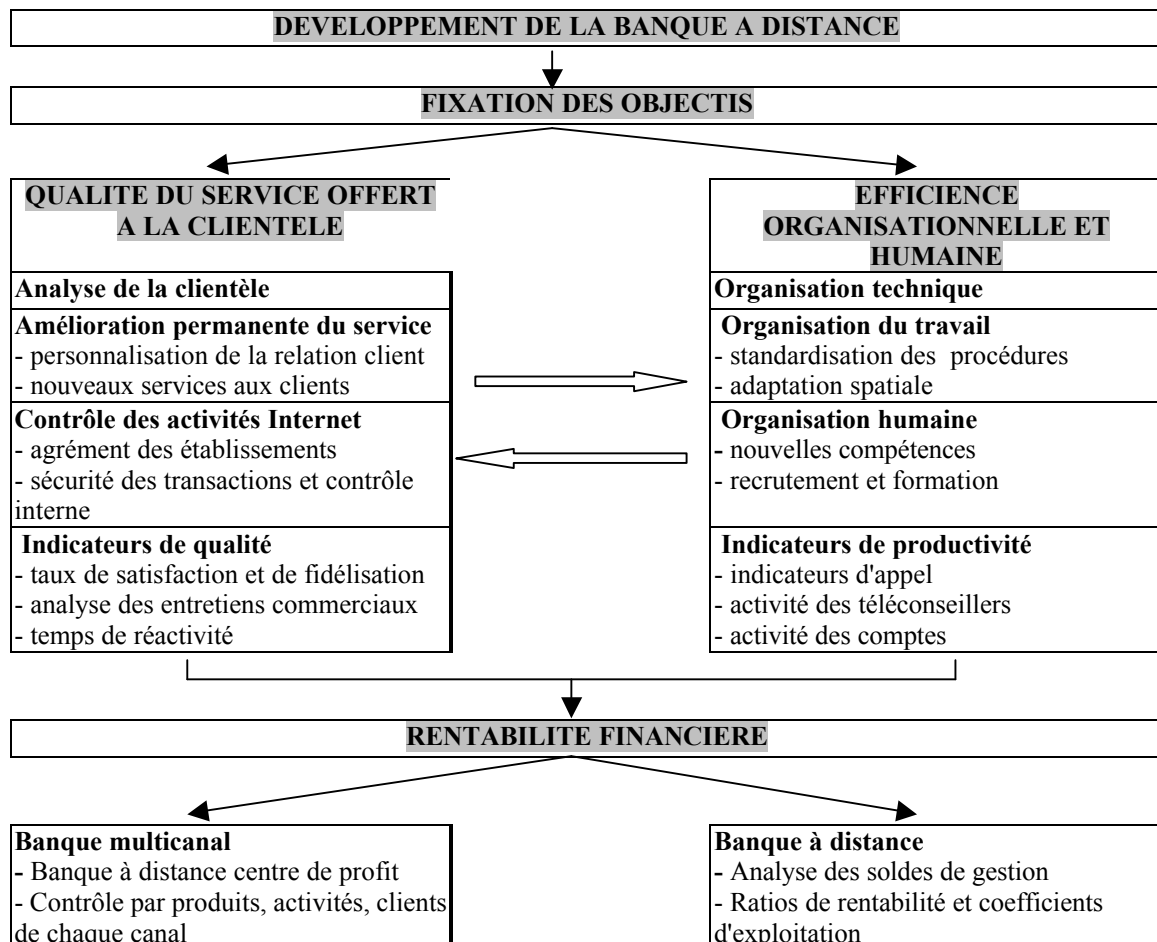 DEVELOPPEMENT DE LA BANQUE A DISTANCE
FIXATION DES OBJECTIS
QUALITE DU SERVICE OFFERT
A LA CLIENTELE
Analyse de la clientèle
Amélioration permanente du service
- personnalisation de la relation client
- nouveaux services aux clients
Contrôle des activités Internet
- agrément des établissements
- sécurité des transactions et contrôle
interne
Indicateurs de qualité
- taux de satisfaction et de fidélisation
- analyse des entretiens commerciaux
- temps de réactivité
EFFICIENCE
ORGANISATIONNELLE ET
HUMAINE
Organisation technique
Organisation du travail
- standardisation des procédures
- adaptation spatiale
Organisation humaine
- nouvelles compétences
- recrutement et formation
Indicateurs de productivité
- indicateurs d'appel
- activité des téléconseillers
- activité des comptes
RENTABILITE FINANCIERE
Banque multicanal
- Banque à distance centre de profit
- Contrôle par produits, activités, clients
de chaque canal
Banque à distance
- Analyse des soldes de gestion
- Ratios de rentabilité et coefficients
d'exploitation